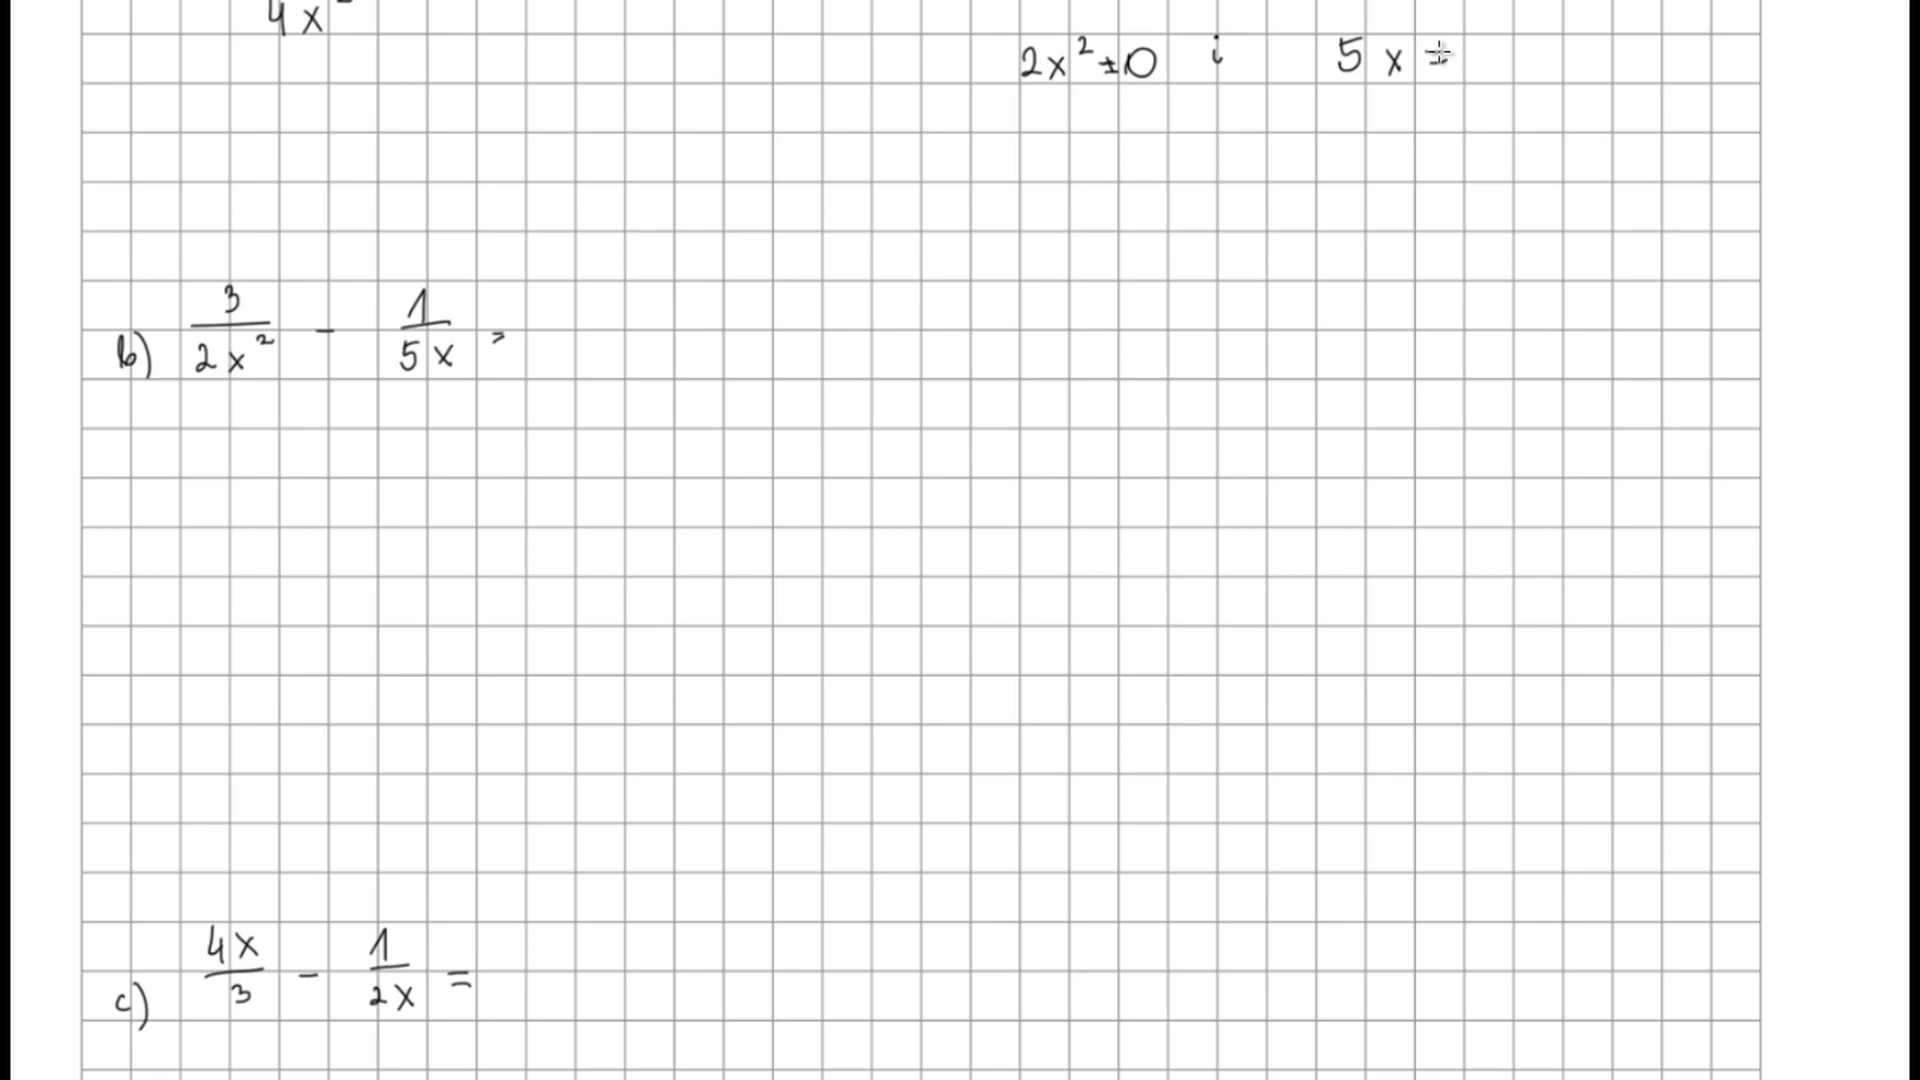 4x
2x² ≠ 0 i 5x ≠
b) 3/2x² - 1/5x =
c) 4x/3 - 1/2x =